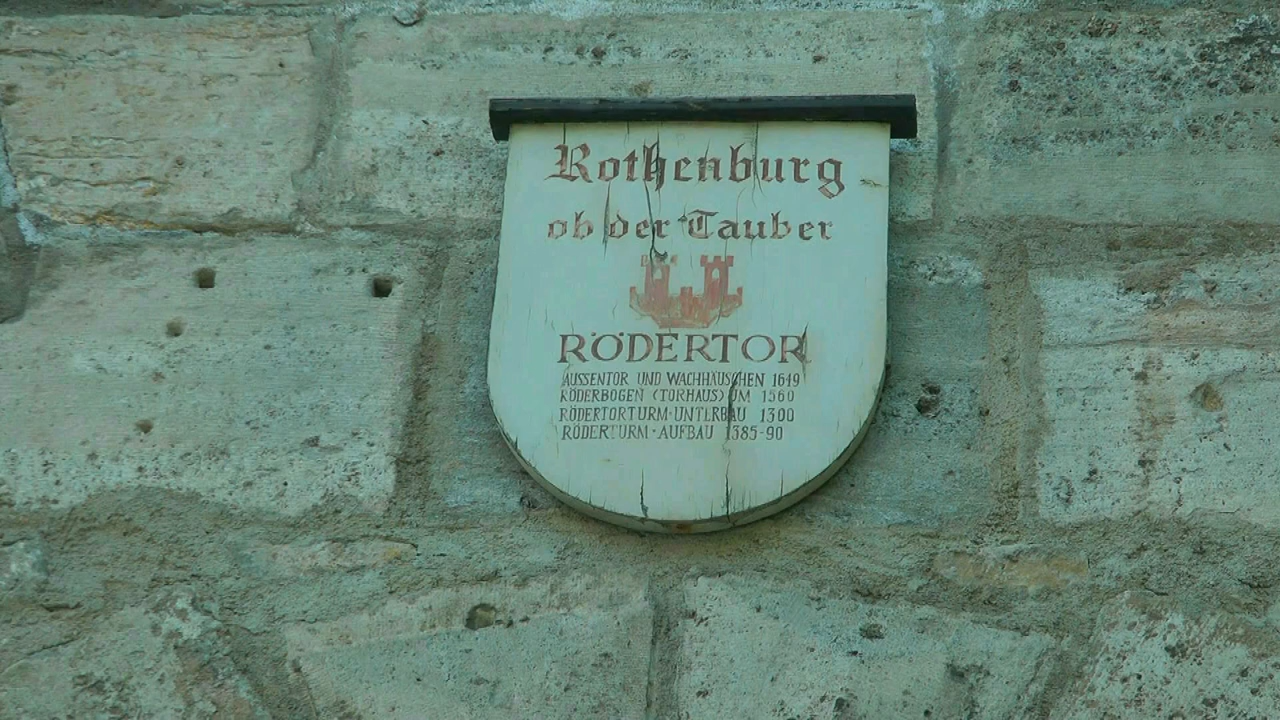 Rothenburg
ob der Tauber
RÖDERTOR
AUSSENTOR UND WACHHÄUSCHEN 1619
RÖDERBOGEN (TORHAUS) UM 1560
RÖDERTORTURM·UNTERBAU 1300
RÖDERTURM·AUFBAU 1385-90